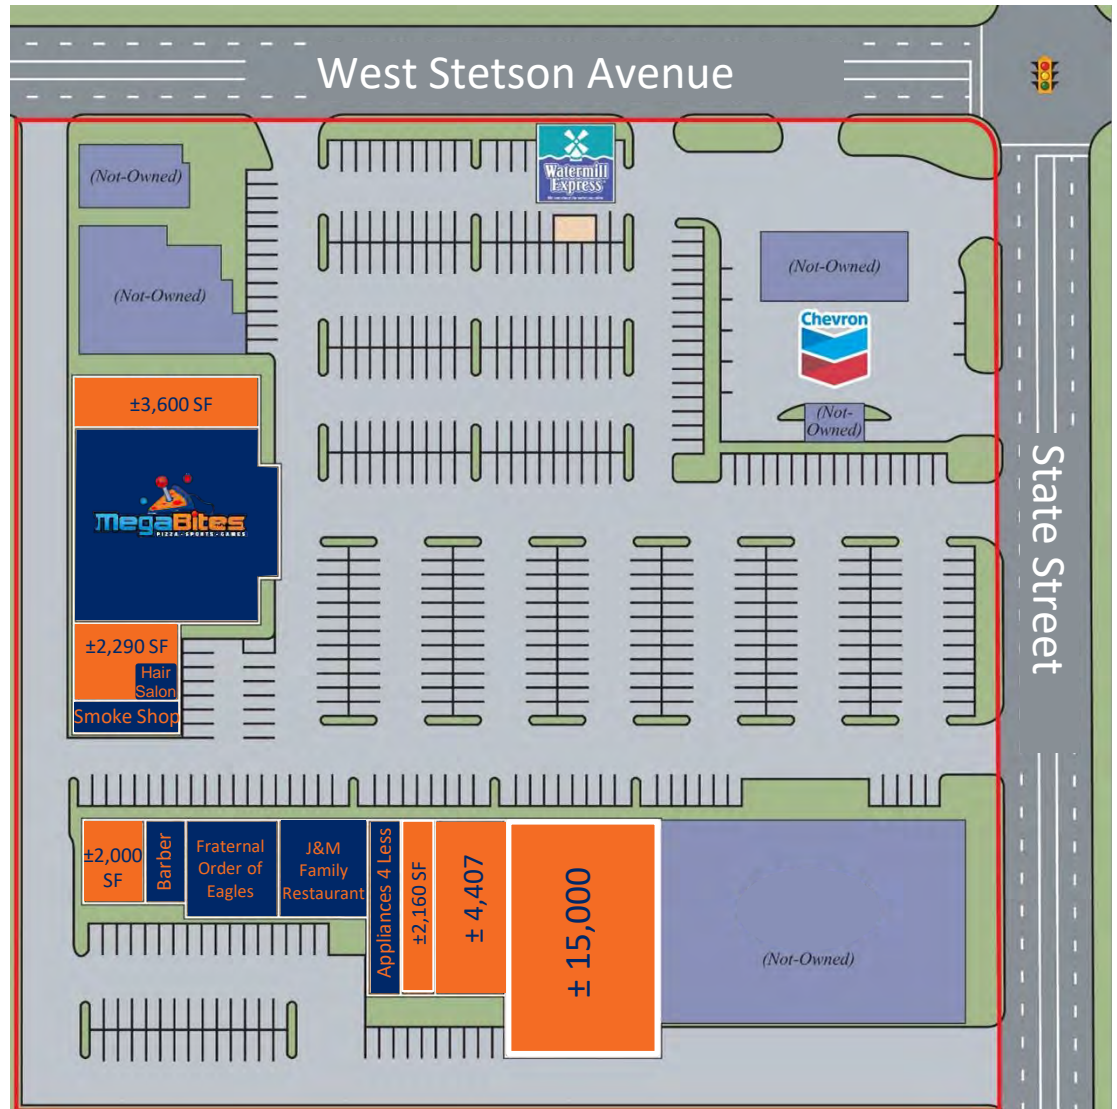 West Stetson Avenue
Watermill
Express
(Not-Owned)
(Not-Owned)
(Not-Owned)
Chevron
(Not-
Owned)
State Street
±3,600 SF
MegaBites
PIZZA - SPORTS - GAMES
±2,290 SF
Hair
Salon
Smoke Shop
±2,000
SF
Barber
Fraternal
Order of
Eagles
J&M
Family
Restaurant
Appliances 4 Less
±2,160 SF
± 4,407
± 15,000
(Not-Owned)